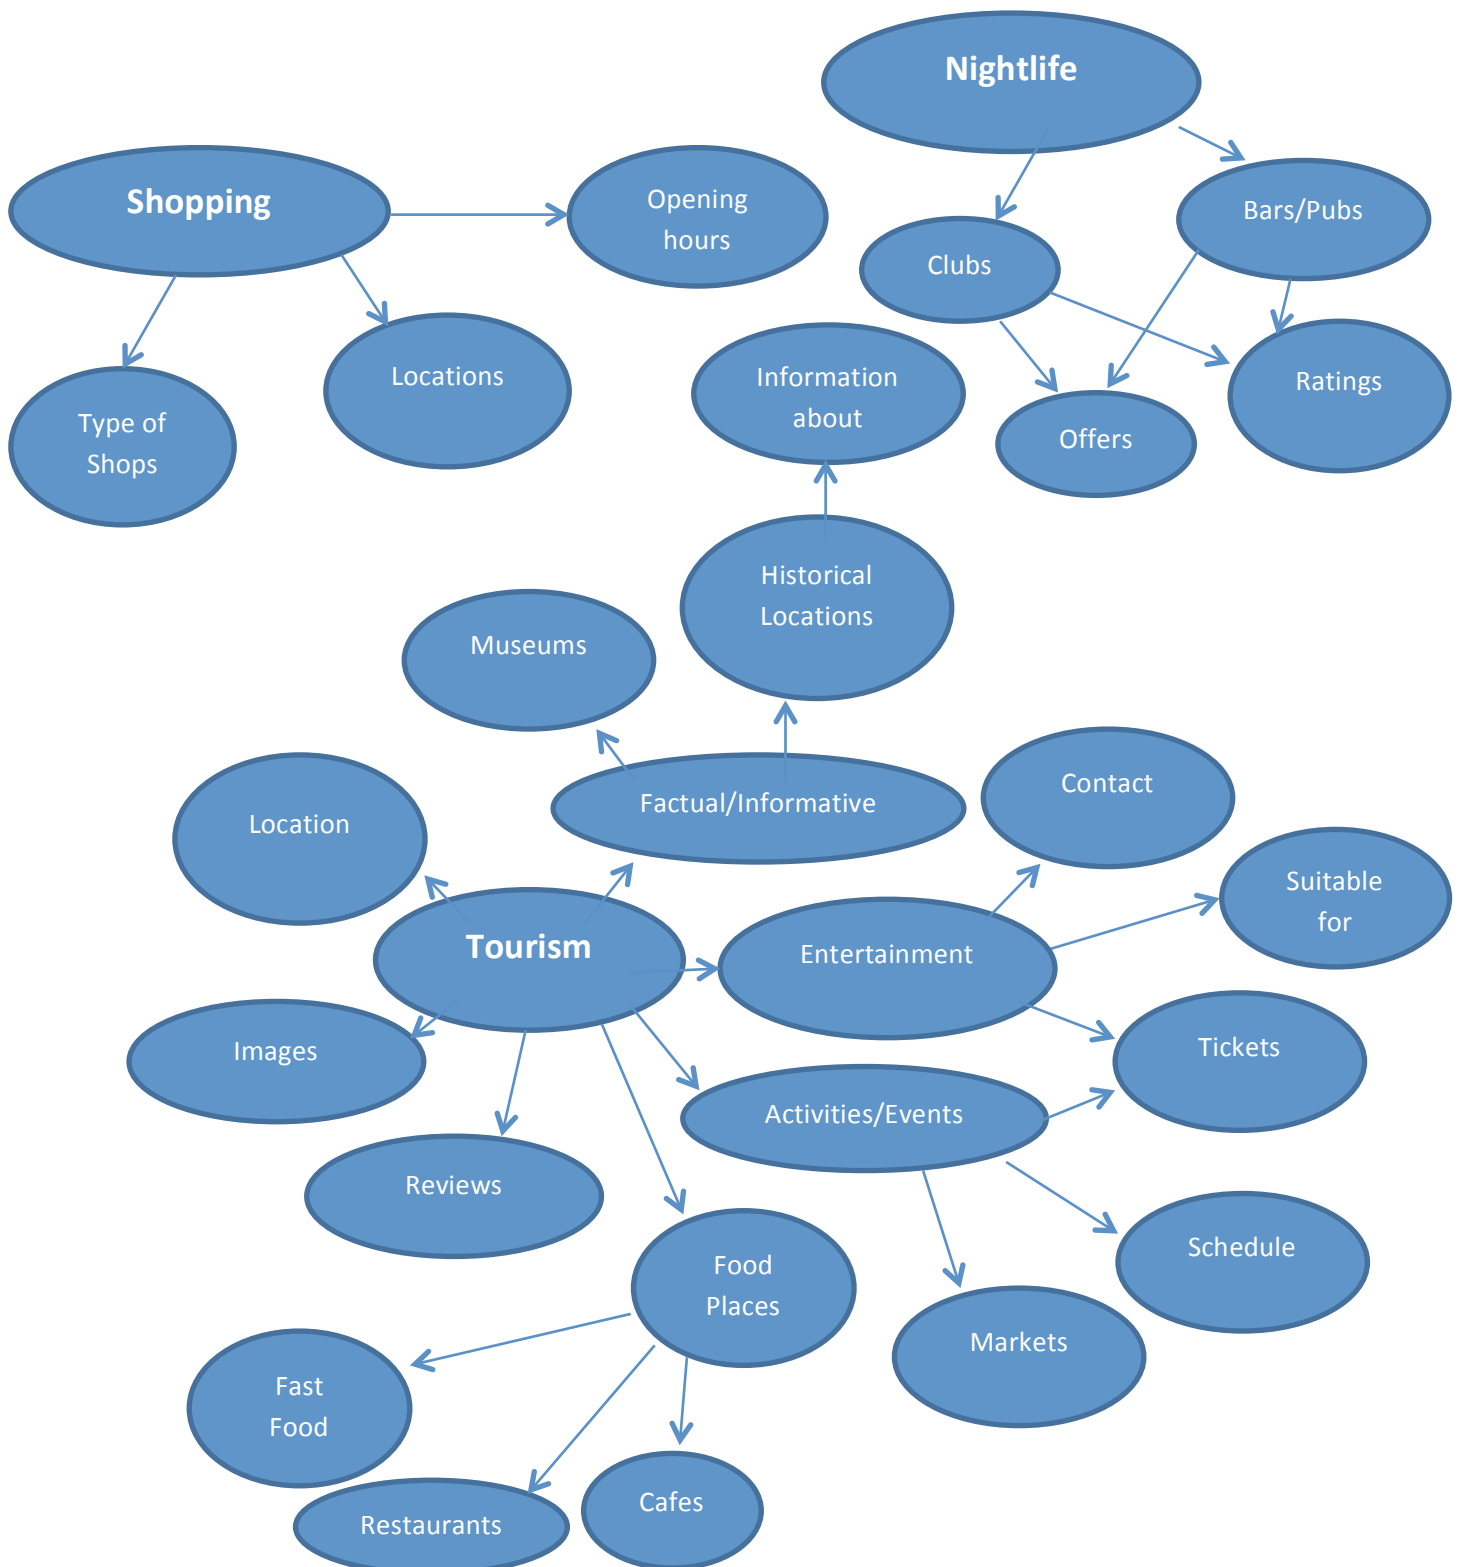 Nightlife
Shopping
Opening
hours
Bars/Pubs
Clubs
Locations
Information
about
Ratings
Type of
Shops
Offers
Historical
Locations
Museums
Factual/Informative
Contact
Location
Suitable
for
Tourism
Entertainment
Images
Tickets
Activities/Events
Reviews
Schedule
Food
Places
Markets
Fast
Food
Cafes
Restaurants